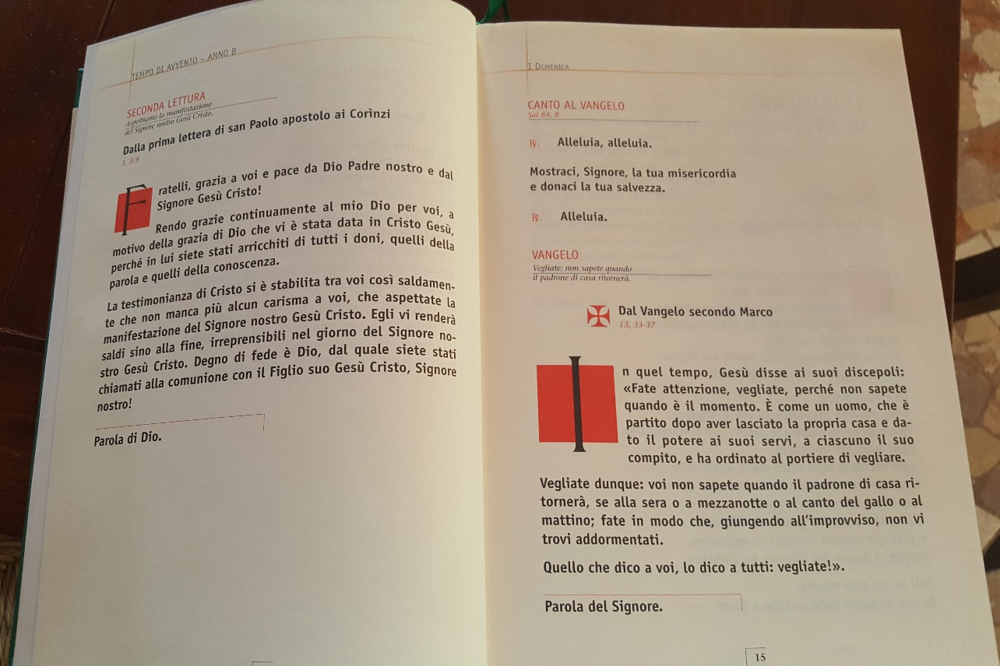 TEMPO DI AVVENTO – ANNO B
SECONDA LETTURA
Aspettiamo la manifestazione
del Signore nostro Gesù Cristo.
Dalla prima lettera di san Paolo apostolo ai Corìnzi
1, 3-9
Fratelli, grazia a voi e pace da Dio Padre nostro e dal
Signore Gesù Cristo!
Rendo grazie continuamente al mio Dio per voi, a
motivo della grazia di Dio che vi è stata data in Cristo Gesù,
perché in lui siete stati arricchiti di tutti i doni, quelli della
parola e quelli della conoscenza.
La testimonianza di Cristo si è stabilita tra voi così saldamen-
te che non manca più alcun carisma a voi, che aspettate la
manifestazione del Signore nostro Gesù Cristo. Egli vi renderà
saldi sino alla fine, irreprensibili nel giorno del Signore no-
stro Gesù Cristo. Degno di fede è Dio, dal quale siete stati
chiamati alla comunione con il Figlio suo Gesù Cristo, Signore
nostro!
Parola di Dio.
I DOMENICA
CANTO AL VANGELO
Sal 84, 8
℟. Alleluia, alleluia.
Mostraci, Signore, la tua misericordia
e donaci la tua salvezza.
℟. Alleluia.
VANGELO
Vegliate: non sapete quando
il padrone di casa ritornerà.
Dal Vangelo secondo Marco
13, 33-37
In quel tempo, Gesù disse ai suoi discepoli:
«Fate attenzione, vegliate, perché non sapete
quando è il momento. È come un uomo, che è
partito dopo aver lasciato la propria casa e da-
to il potere ai suoi servi, a ciascuno il suo
compito, e ha ordinato al portiere di vegliare.
Vegliate dunque: voi non sapete quando il padrone di casa ri-
tornerà, se alla sera o a mezzanotte o al canto del gallo o al
mattino; fate in modo che, giungendo all'improvviso, non vi
trovi addormentati.
Quello che dico a voi, lo dico a tutti: vegliate!».
Parola del Signore.
15